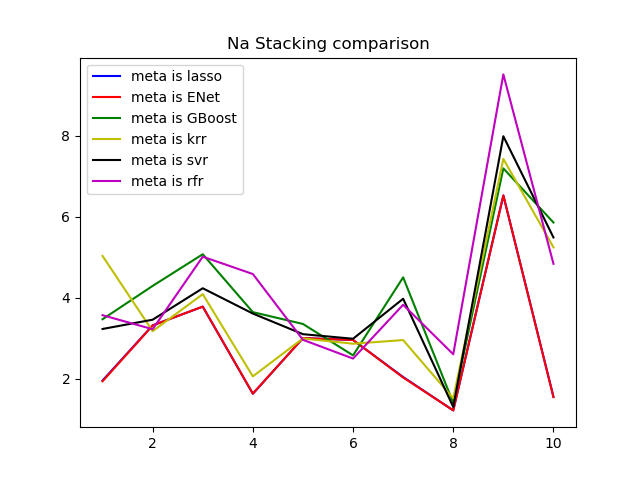 Na Stacking comparison
meta is lasso
meta is ENet
meta is GBoost
meta is krr
meta is svr
meta is rfr
8
6
4
2
2 4 6 8 10